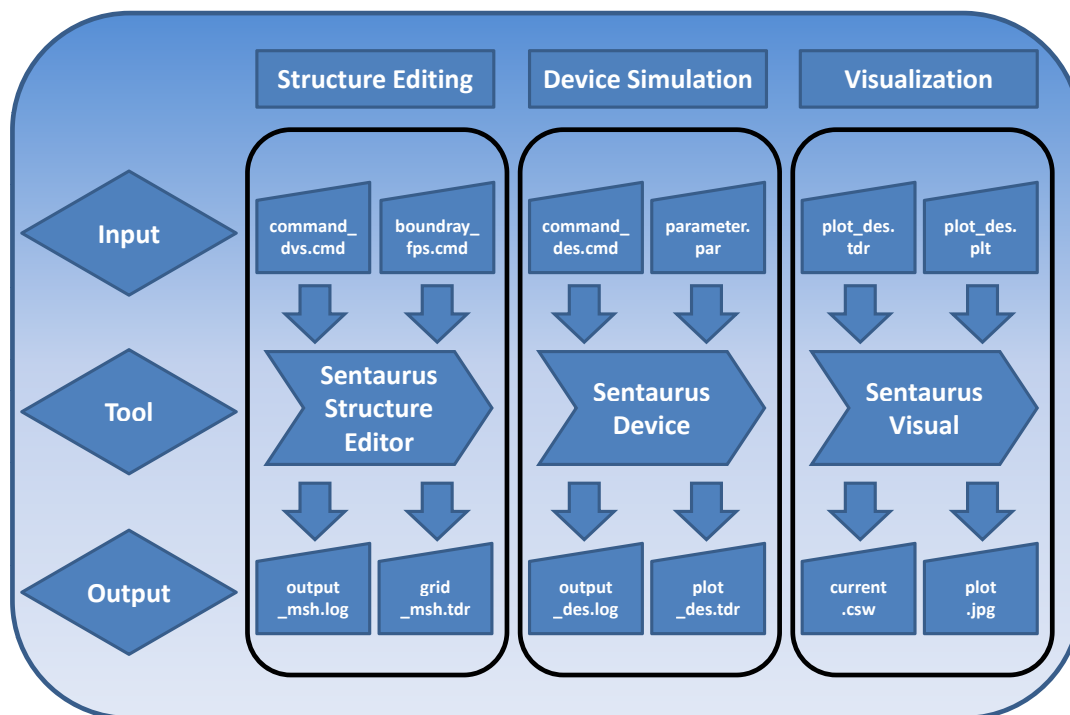 Structure Editing
Device Simulation
Visualization
Input
command_
dvs.cmd
boundray_
fps.cmd
command_
des.cmd
parameter.
par
plot_des.
tdr
plot_des.
plt
Tool
Sentaurus
Structure
Editor
Sentaurus
Device
Sentaurus
Visual
Output
output
_msh.log
grid
_msh.tdr
output
_des.log
plot
_des.tdr
current
.csw
plot
.jpg